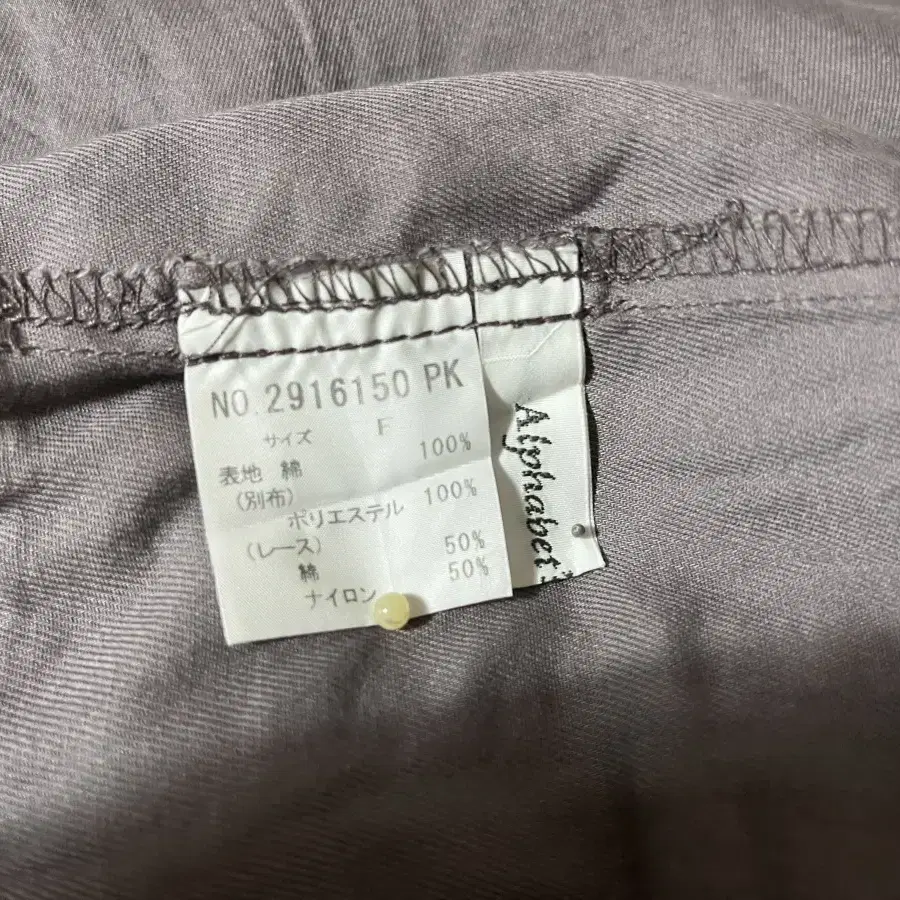 NO.2916150 PK
サイズ F
表地 綿 100%
(別布)
ポリエステル 100%
(レース)
綿 50%
ナイロン 50%
Alphabet's